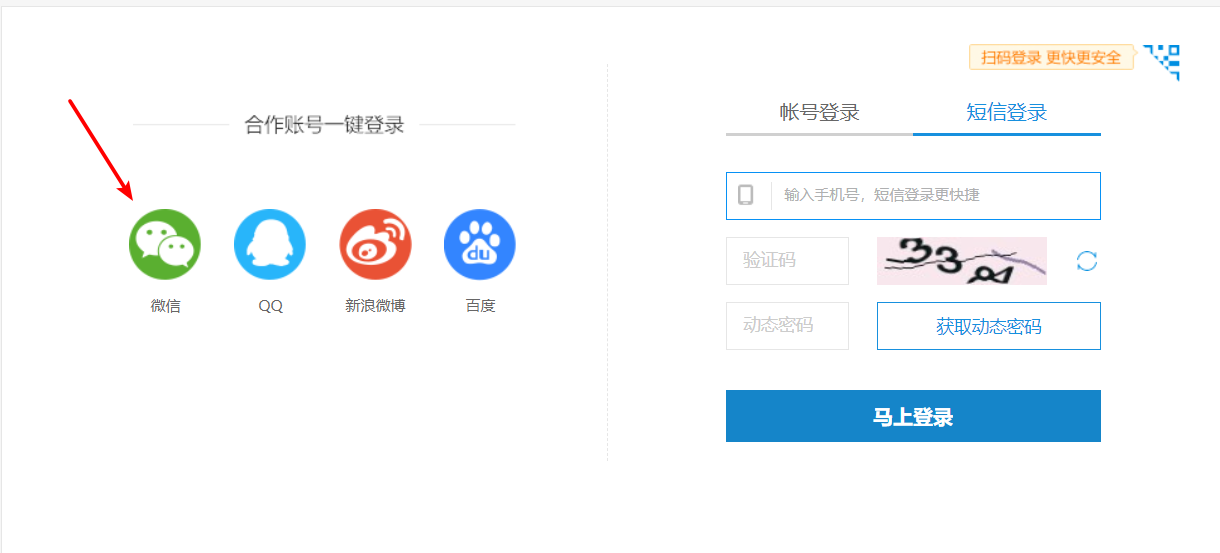 扫码登录 更快更安全
合作账号一键登录
帐号登录 短信登录
输入手机号，短信登录更快捷
验证码
du
微信 QQ 新浪微博 百度
动态密码 获取动态密码
马上登录